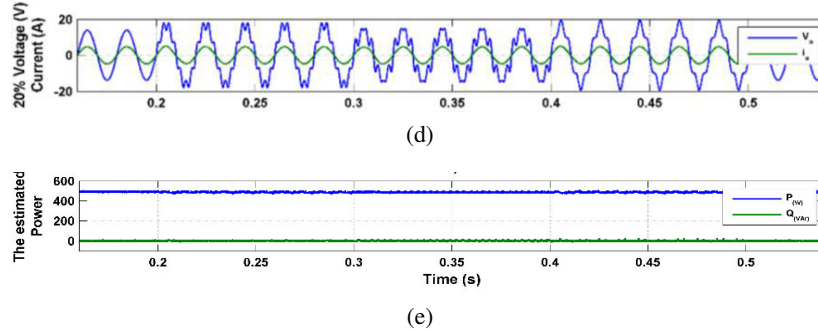 20% Voltage (V)
Current (A)
20
0
-20
V
i
0.2
0.25
0.3
0.35
0.4
0.45
0.5
(d)
The estimated
Power
600
400
200
0
P(W)
Q(VAr)
0.2
0.25
0.3
0.35
0.4
0.45
0.5
Time (s)
(e)